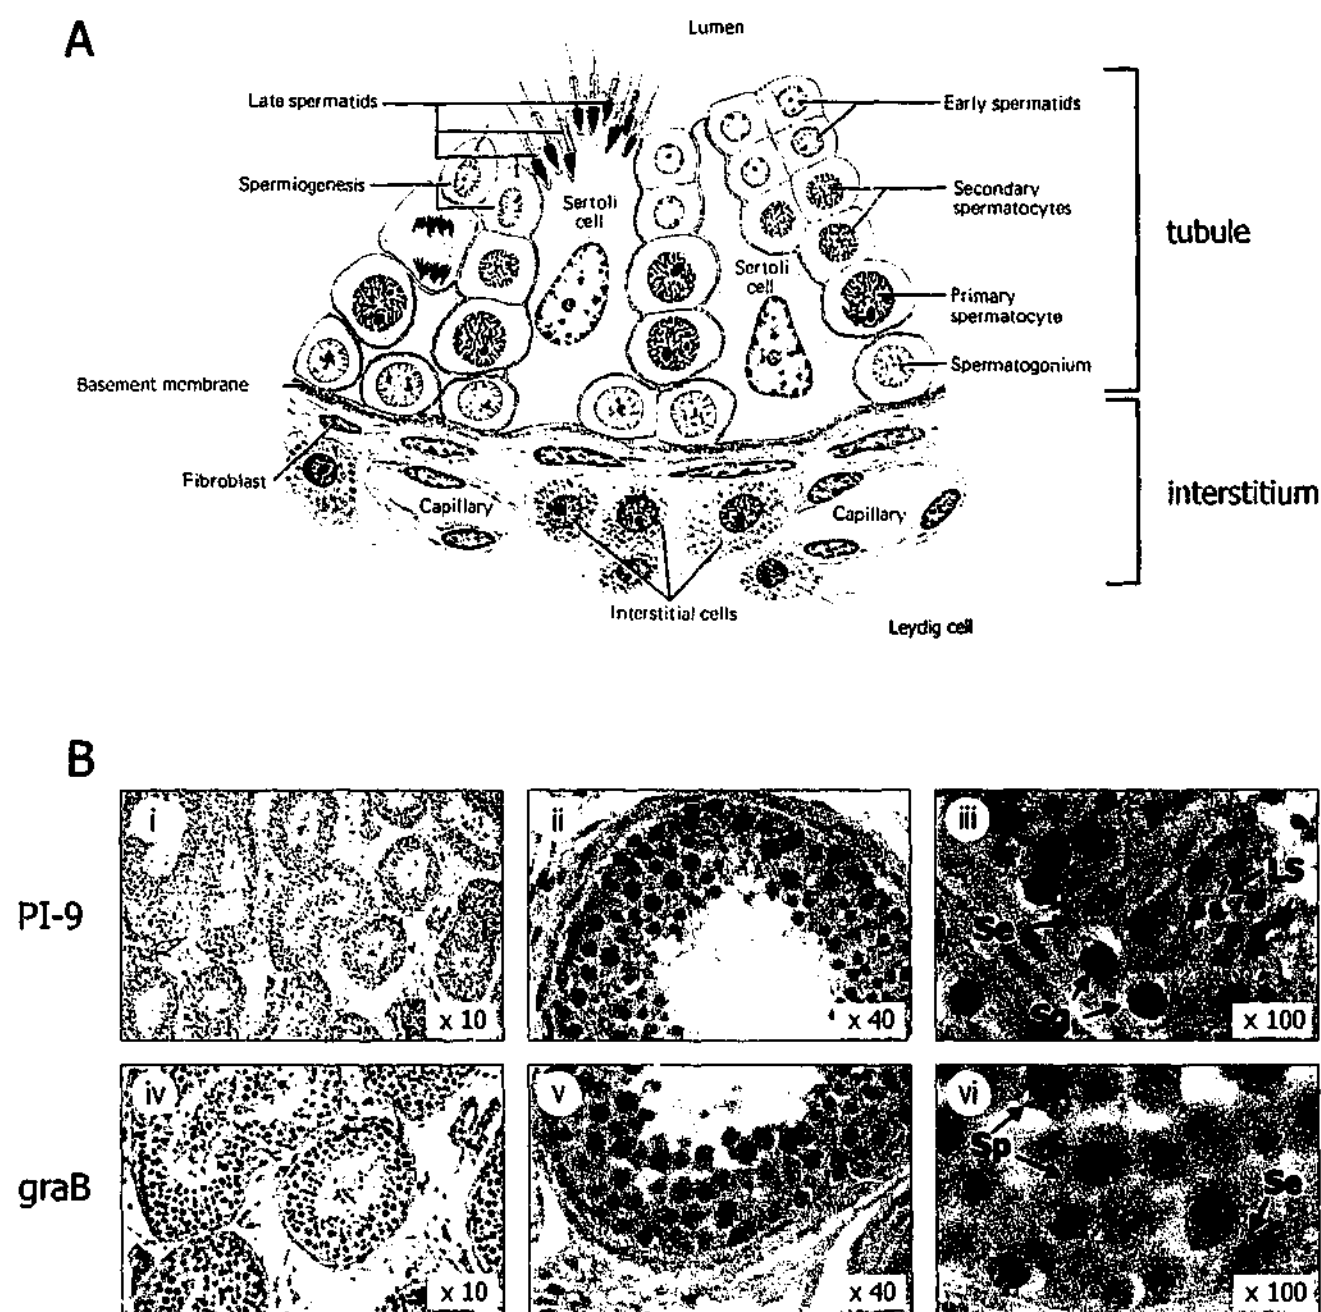 A
Lumen
Late spermatids
Early spermatids
Spermiogenesis
Sertoli
cell
Secondary
spermatocytes
tubule
Sertoli
cell
Primary
spermatocyte
Spermatogonium
Basement membrane
Fibroblast
Capillary
Capillary
interstitium
Interstitial cells
Leydig cell
B
i
ii
iii
LS
PI-9
Se
Sg
x 10
x 40
x 100
iv
v
vi
Sp
graB
Se
x 10
x 40
x 100